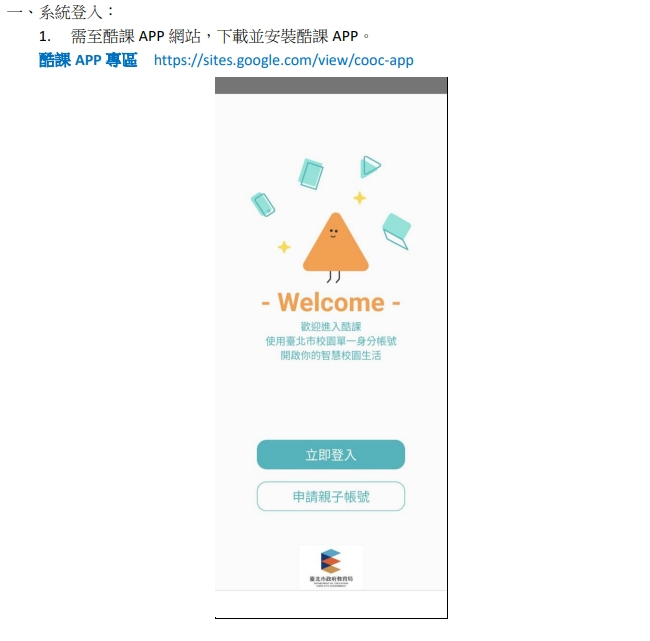 一、系統登入：
1. 需至酷課 APP 網站，下載並安裝酷課 APP。
酷課 APP 專區 https://sites.google.com/view/cooc-app
- Welcome -
歡迎進入酷課
使用臺北市校園單一身分帳號
開啟你的智慧校園生活
立即登入
申請親子帳號
臺北市政府教育局